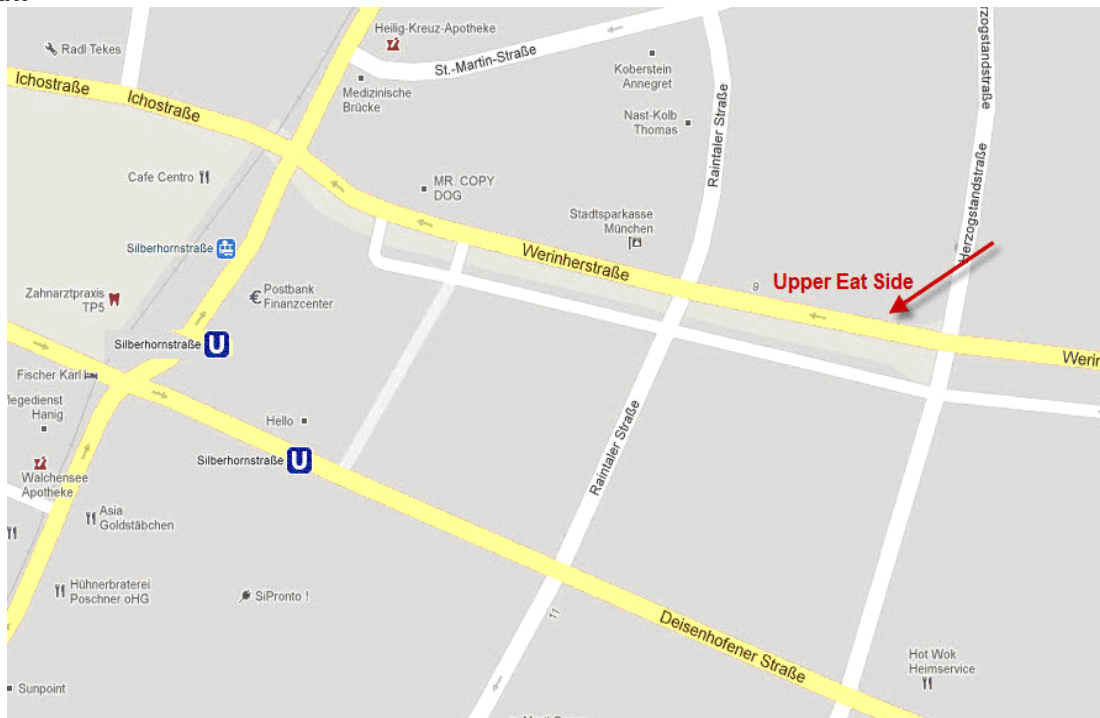 Heilig-Kreuz-Apotheke
Radl Tekes
St.-Martin-Straße
Koberstein
Annegret
Herzogstandstraße
Ichostraße
Ichostraße
Medizinische
Brücke
Nast-Kolb
Thomas
Raintaler Straße
Cafe Centro
MR. COPY
DOG
Herzogstandstraße
Stadtsparkasse
München
Silberhornstraße
Werinherstraße
Upper Eat Side
9
Zahnarztpraxis
TP5
Postbank
Finanzcenter
€
Silberhornstraße U
Werin
Fischer Karl
Hanig
Hello
Silberhornstraße U
Raintaler Straße
Walchensee
Apotheke
Asia
Goldstäbchen
Hühnerbraterei
Poschner oHG
SiPronto !
11
Deisenhofener Straße
Hot Wok
Heimservice
Sunpoint